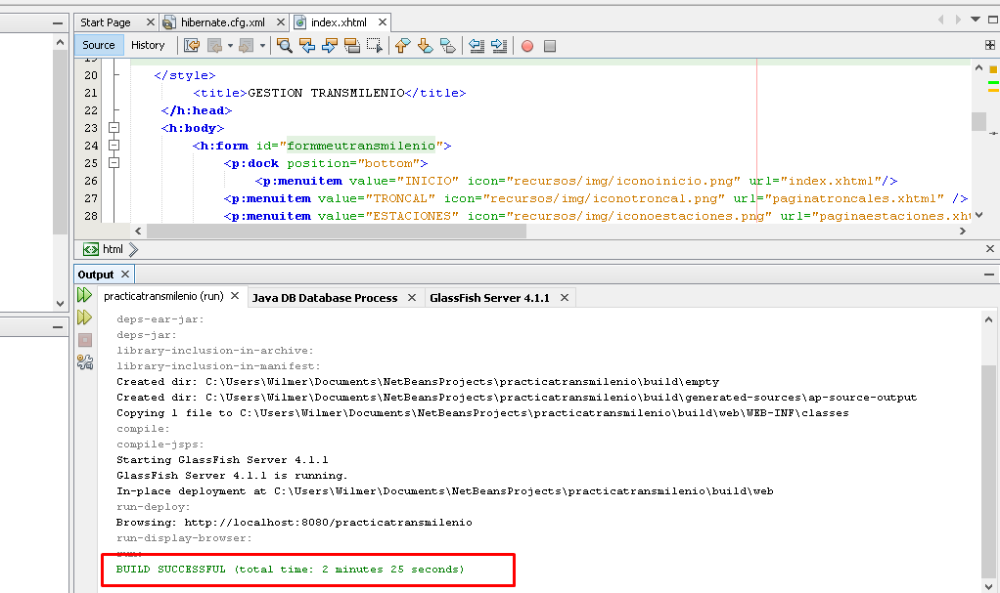 Start Page
hibernate.cfg.xml
index.xhtml
Source
History
19
20 </style>
21 <title>GESTION TRANSMILENIO</title>
22 </h:head>
23 <h:body>
24 <h:form id="formmeutransmilenio">
25 <p:dock position="bottom">
26 <p:menuitem value="INICIO" icon="recursos/img/iconoinicio.png" url="index.xhtml"/>
27 <p:menuitem value="TRONCAL" icon="recursos/img/iconotroncal.png" url="paginatroncales.xhtml" />
28 <p:menuitem value="ESTACIONES" icon="recursos/img/iconoestaciones.png" url="paginaestaciones.xht
html
Output
practicatransmilenio (run)
Java DB Database Process
GlassFish Server 4.1.1
deps-ear-jar:
deps-jar:
library-inclusion-in-archive:
library-inclusion-in-manifest:
Created dir: C:\Users\Wilmer\Documents\NetBeansProjects\practicatransmilenio\build\empty
Created dir: C:\Users\Wilmer\Documents\NetBeansProjects\practicatransmilenio\build\generated-sources\ap-source-output
Copying 1 file to C:\Users\Wilmer\Documents\NetBeansProjects\practicatransmilenio\build\web\WEB-INF\classes
compile:
compile-jsps:
Starting GlassFish Server 4.1.1
GlassFish Server 4.1.1 is running.
In-place deployment at C:\Users\Wilmer\Documents\NetBeansProjects\practicatransmilenio\build\web
run-deploy:
Browsing: http://localhost:8080/practicatransmilenio
run-display-browser:
run:
BUILD SUCCESSFUL (total time: 2 minutes 25 seconds)